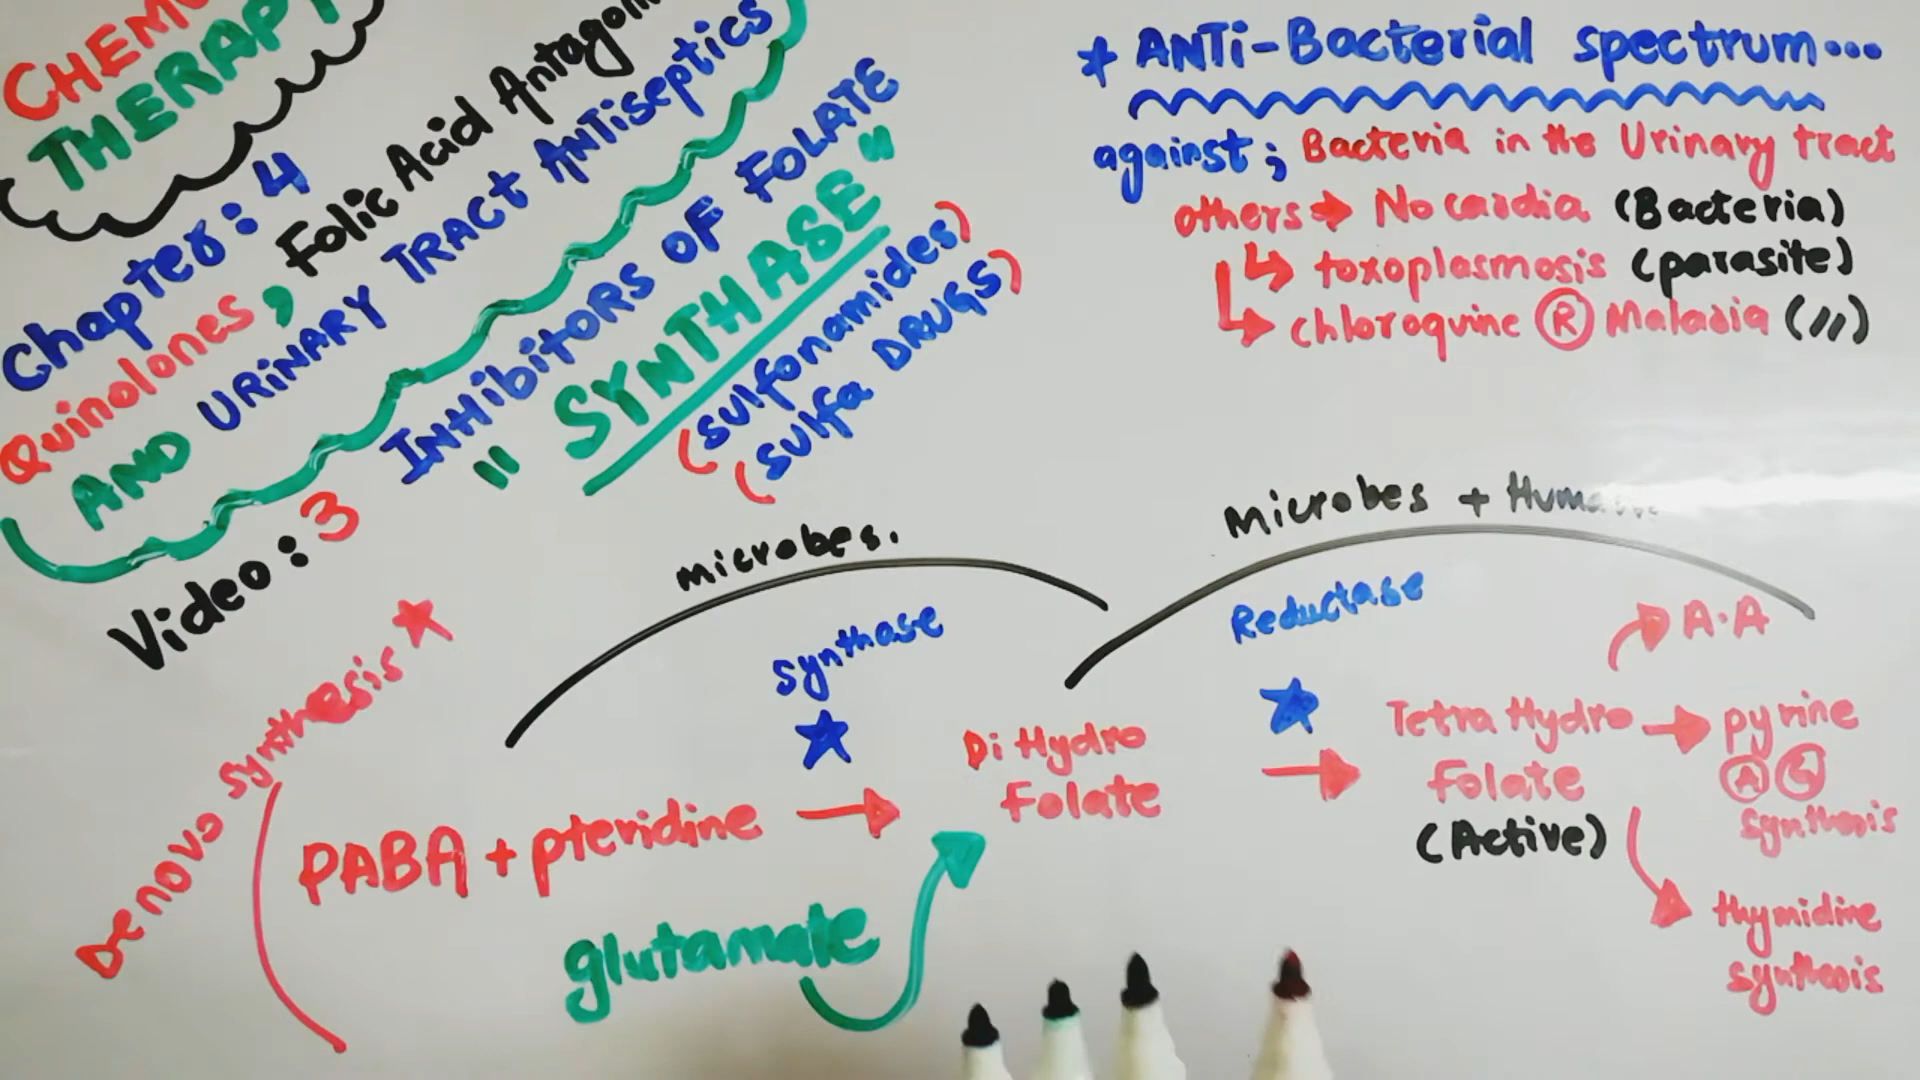 CHEMO
THERAPY
Chapter: 4
Quinolones, Folic Acid Antagoni
AND URINARY TRACT ANTISEPTICS
Video: 3
INHIBITORS OF FOLATE
" SYNTHASE "
(sulfonamides)
(sulfa DRUGS)
* ANTi-Bacterial spectrum...
against; Bacteria in the Urinary tract
others → Nocardia (Bacteria)
↳ toxoplasmosis (parasite)
↳ chloroquine Ⓡ Malaria (〃)
microbes.
Microbes + Humans
Denovo synthesis ★
PABA + pteridine →
synthase
★
glutamate
Di Hydro
Folate
Reductase
★
→
Tetra Hydro
Folate
(Active)
A.A
→ pyrine
Ⓐ Ⓖ
synthesis
thymidine
synthesis